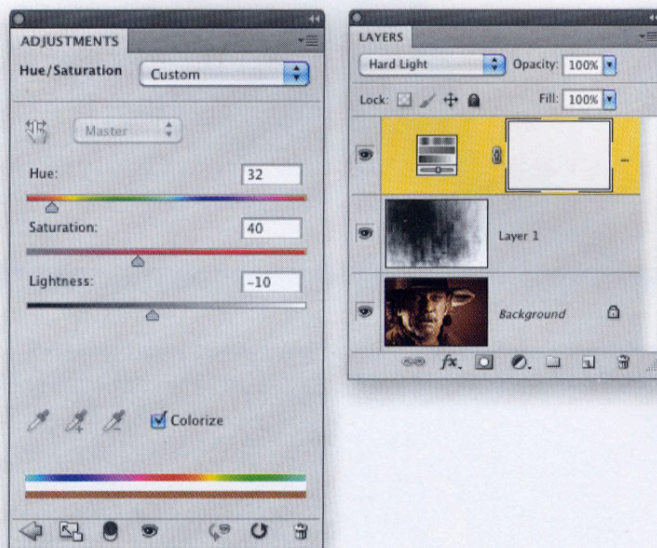 ADJUSTMENTS
Hue/Saturation
Custom
Master
Hue:
32
Saturation:
40
Lightness:
-10
Colorize
LAYERS
Hard Light
Opacity: 100%
Lock:
Fill: 100%
Layer 1
Background
fx.